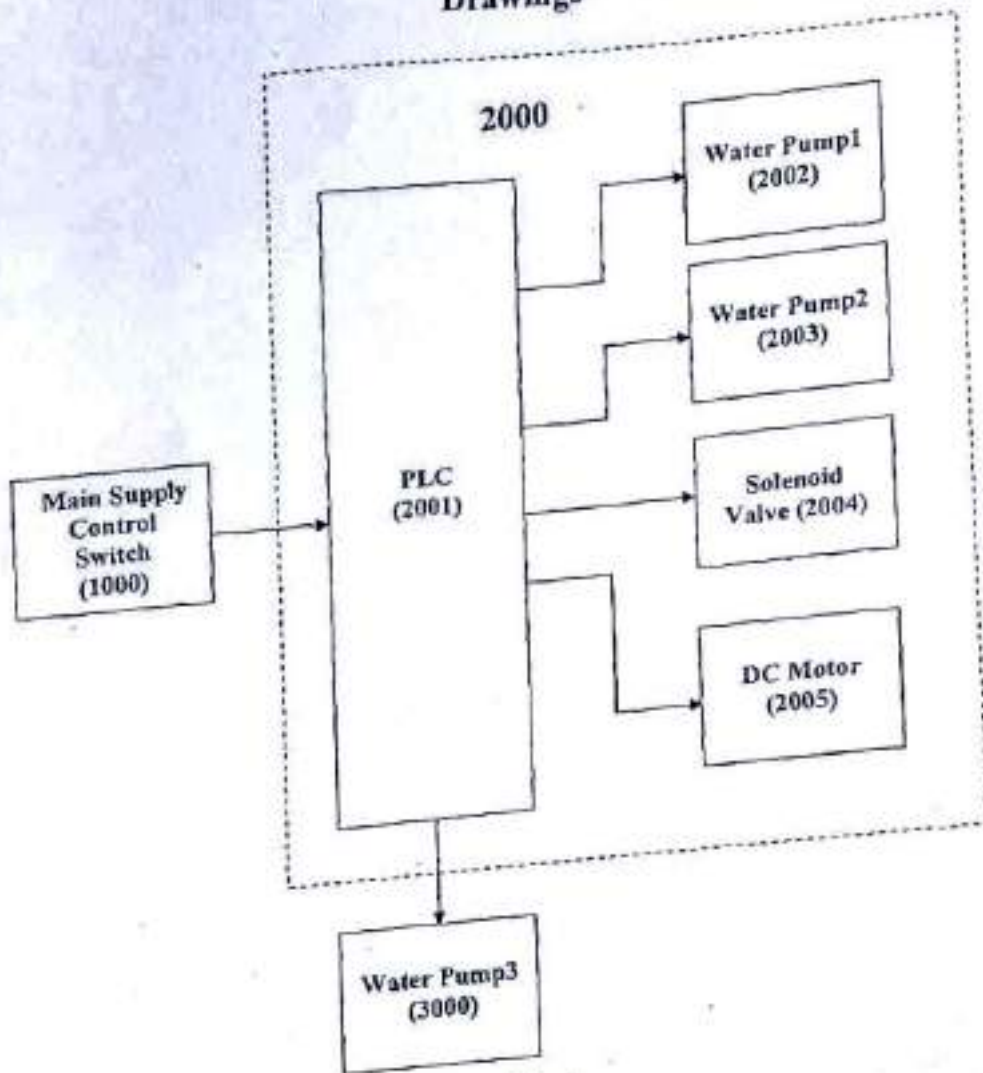 Drawings
2000
Water Pump1
(2002)
Water Pump2
(2003)
PLC
(2001)
Solenoid
Valve (2004)
Main Supply
Control
Switch
(1000)
DC Motor
(2005)
Water Pump3
(3000)